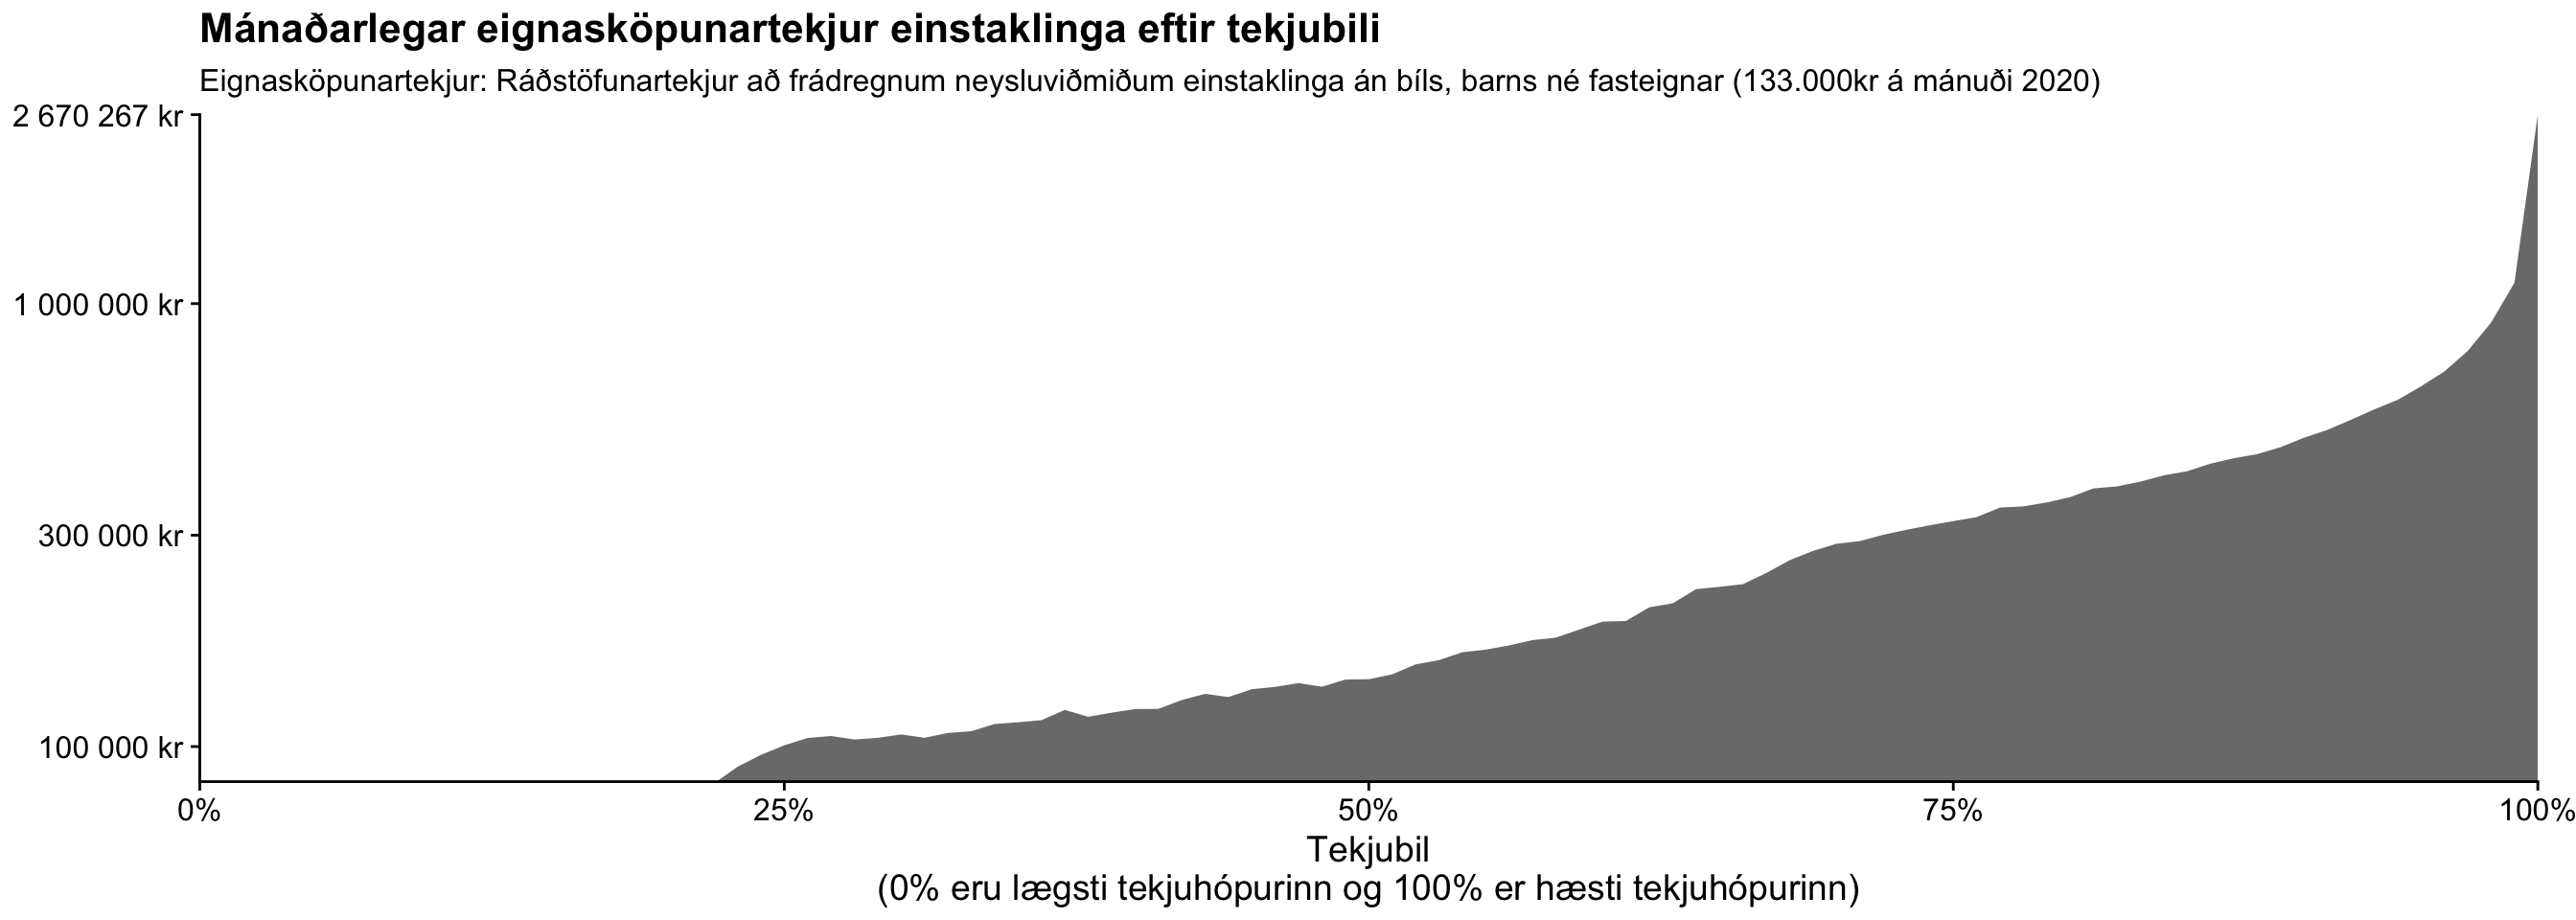 Mánaðarlegar eignasköpunartekjur einstaklinga eftir tekjubili
Eignasköpunartekjur: Ráðstöfunartekjur að frádregnum neysluviðmiðum einstaklinga án bíls, barns né fasteignar (133.000kr á mánuði 2020)
2 670 267 kr
1 000 000 kr
300 000 kr
100 000 kr
0%
25%
50%
75%
100%
Tekjubil
(0% eru lægsti tekjuhópurinn og 100% er hæsti tekjuhópurinn)